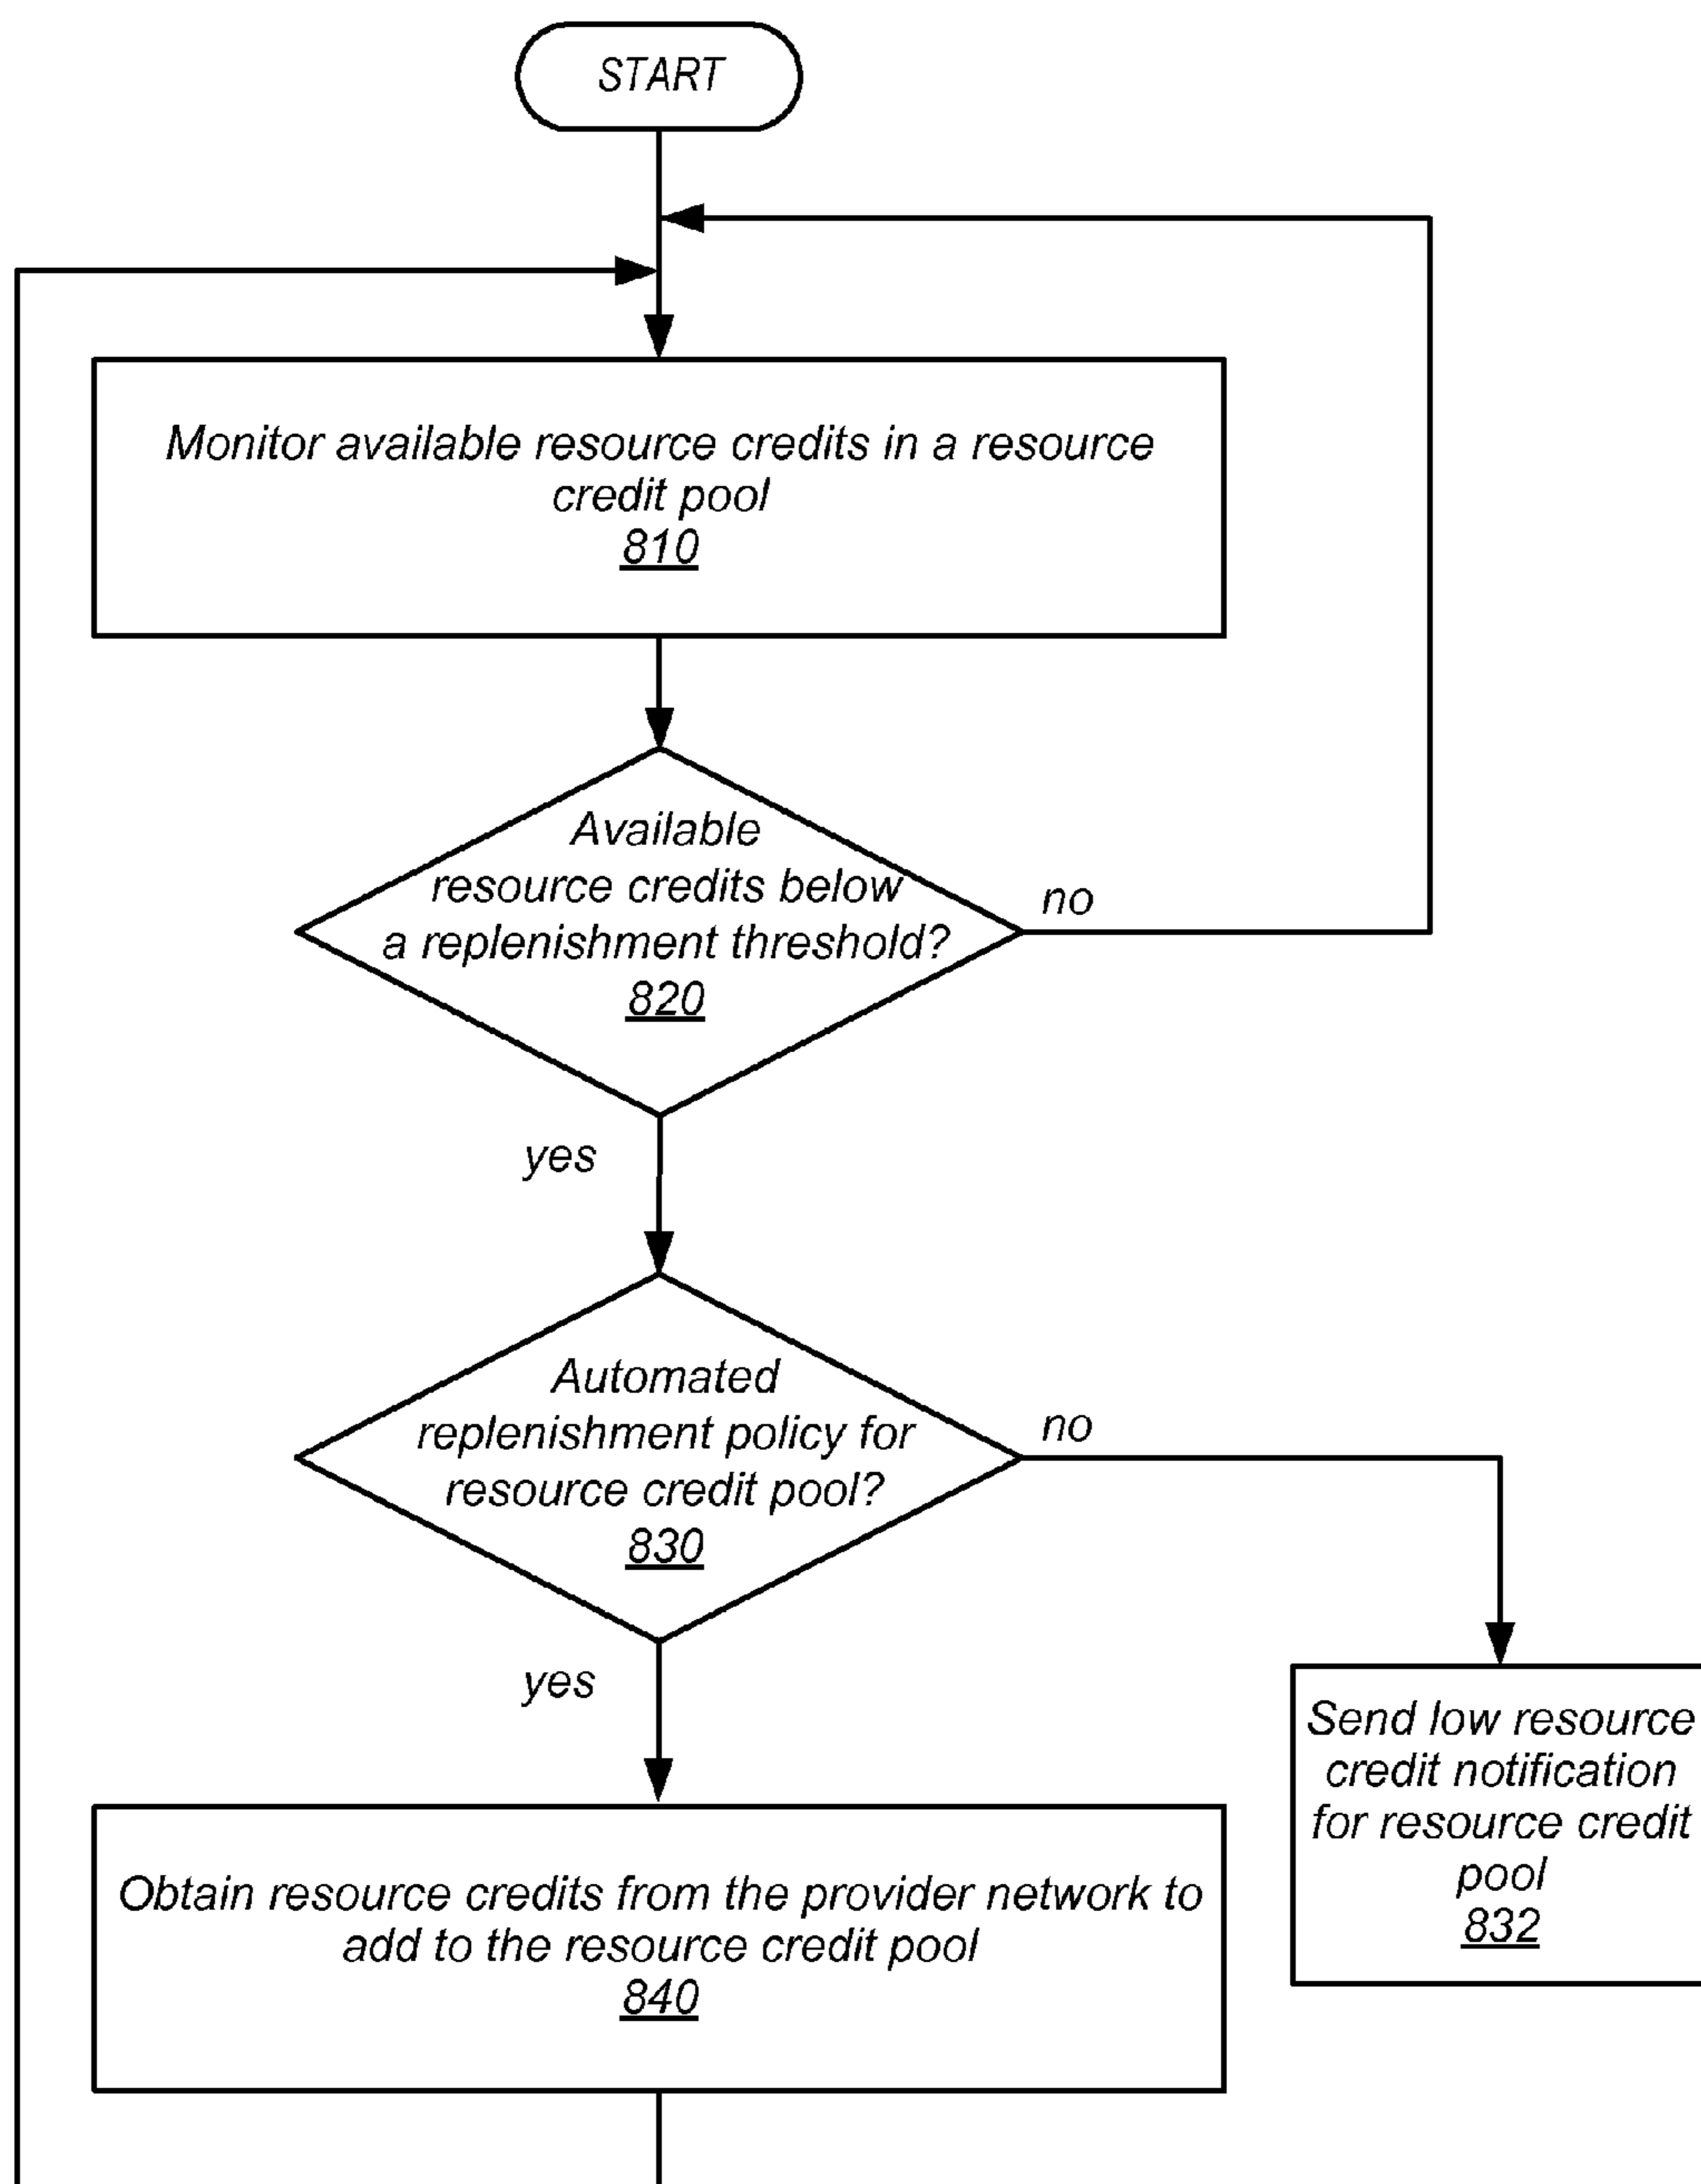 START
Monitor available resource credits in a resource
credit pool
810
Available
resource credits below
a replenishment threshold?
820
no
yes
Automated
replenishment policy for
resource credit pool?
830
no
yes
Send low resource
credit notification
for resource credit
pool
832
Obtain resource credits from the provider network to
add to the resource credit pool
840